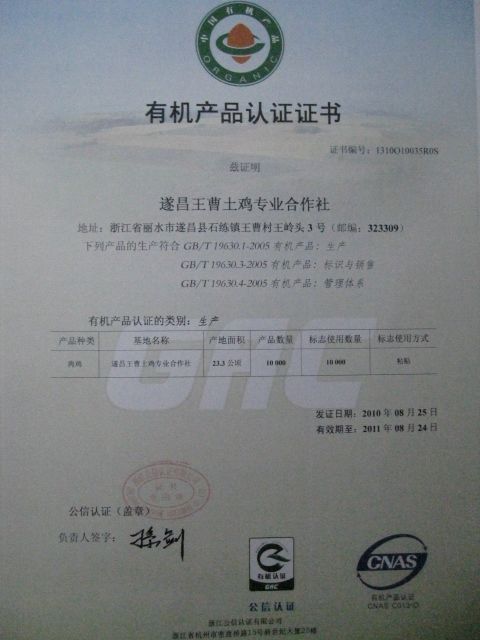 中国有机产品
ORGANIC
有机产品认证证书
证书编号：1310O10035R0S
兹证明
遂昌王曹土鸡专业合作社
地址：浙江省丽水市遂昌县石练镇王曹村王岭头3号（邮编：323309）
下列产品的生产符合 GB/T 19630.1-2005 有机产品：生产
GB/T 19630.3-2005 有机产品：标识与销售
GB/T 19630.4-2005 有机产品：管理体系
有机产品认证的类别：生产
产品种类 基地名称 产地面积 产品数量 标志使用数量 标志使用方式
肉鸡 遂昌王曹土鸡专业合作社 23.3 公顷 10 000 10 000 粘贴
GAC
发证日期：2010 年 08 月 25 日
有效期至：2011 年 08 月 24 日
公信认证（盖章）
负责人签字：
有机认证
GAC
公信认证
CNAS
有机产品认证
浙江公信认证有限公司